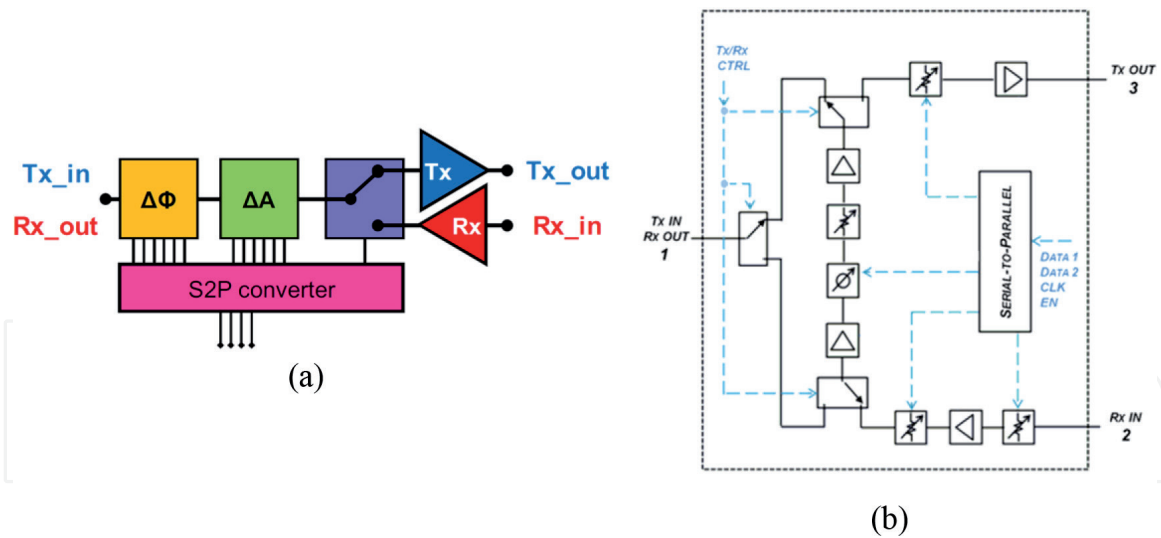 Tx_in
Rx_out
ΔΦ
ΔA
Tx
Rx
Tx_out
Rx_in
S2P converter
(a)
Tx/Rx
CTRL
Tx OUT
3
Tx IN
Rx OUT
1
SERIAL-TO-PARALLEL
DATA 1
DATA 2
CLK
EN
Rx IN
2
(b)